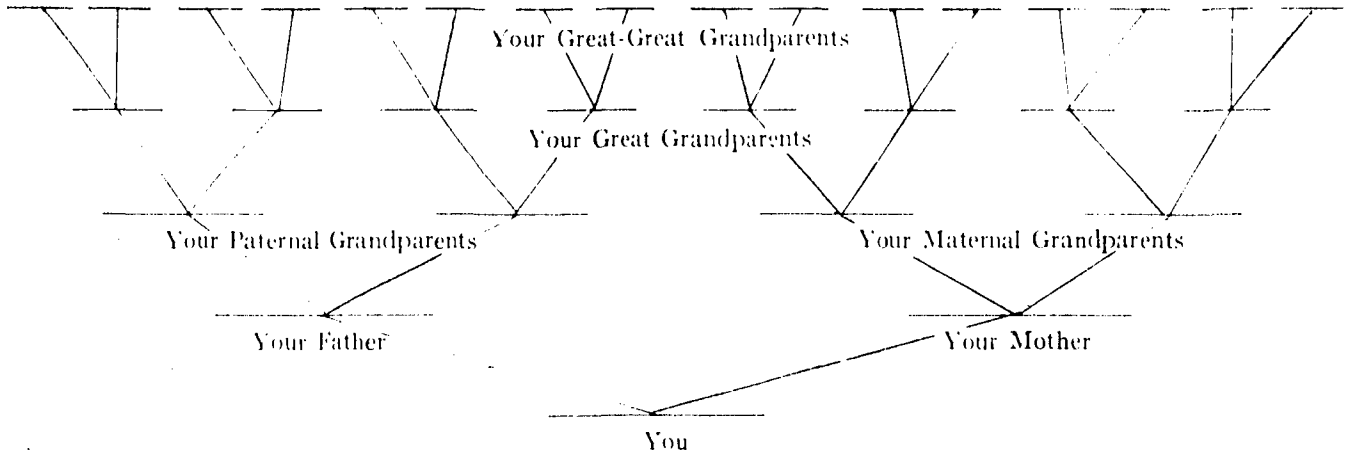 Your Great-Great Grandparents
Your Great Grandparents
Your Paternal Grandparents
Your Maternal Grandparents
Your Father
Your Mother
You